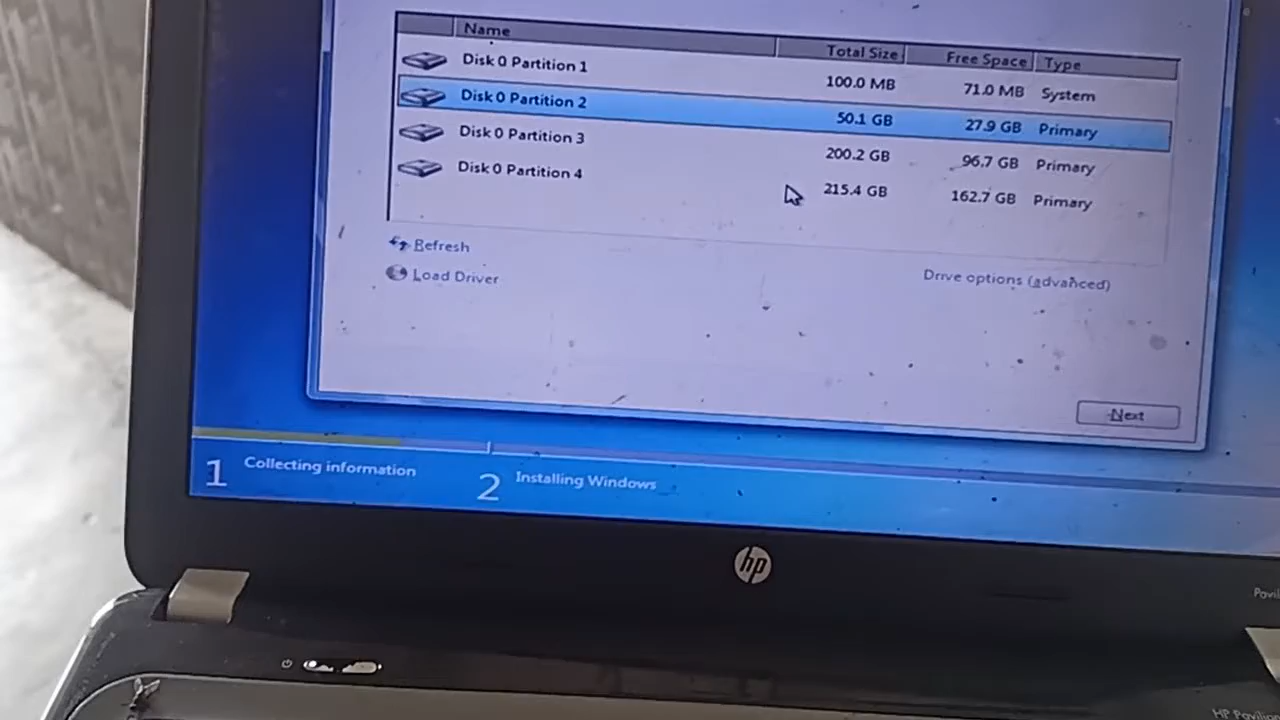 Name Total Size Free Space Type
Disk 0 Partition 1 100.0 MB 71.0 MB System
Disk 0 Partition 2 50.1 GB 27.9 GB Primary
Disk 0 Partition 3 200.2 GB 96.7 GB Primary
Disk 0 Partition 4 215.4 GB 162.7 GB Primary
Refresh
Load Driver Drive options (advanced)
Next
1 Collecting information 2 Installing Windows
hp